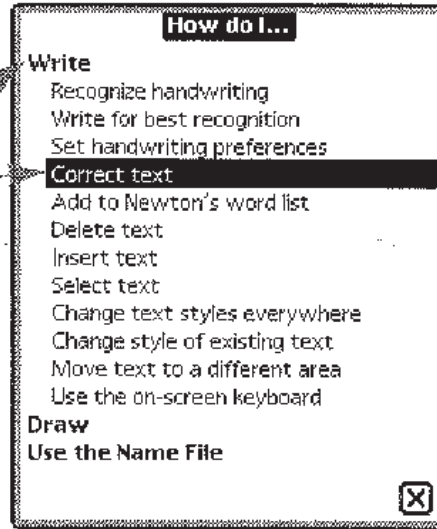 How do I...
Write
Recognize handwriting
Write for best recognition
Set handwriting preferences
Correct text
Add to Newton's word list
Delete text
Insert text
Select text
Change text styles everywhere
Change style of existing text
Move text to a different area
Use the on-screen keyboard
Draw
Use the Name File